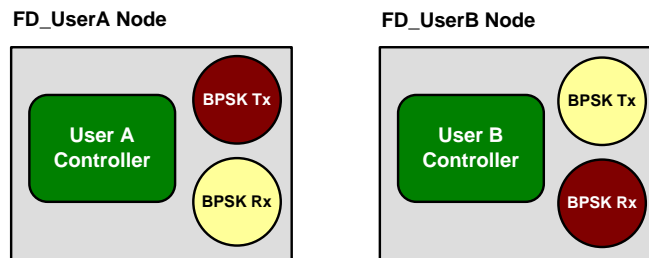 FD_UserA Node
BPSK Tx
User A
Controller
BPSK Rx
FD_UserB Node
BPSK Tx
User B
Controller
BPSK Rx